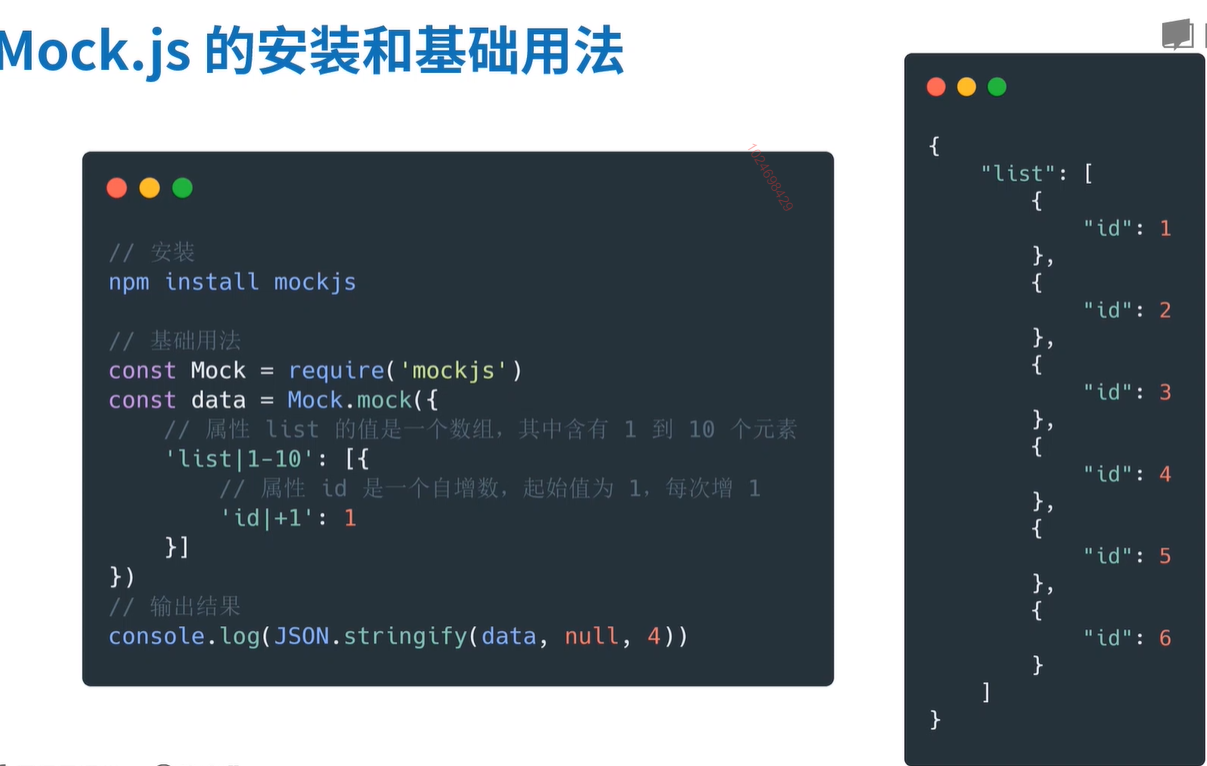 Mock.js 的安装和基础用法
// 安装
npm install mockjs
// 基础用法
const Mock = require('mockjs')
const data = Mock.mock({
    // 属性 list 的值是一个数组，其中含有 1 到 10 个元素
    'list|1-10': [{
        // 属性 id 是一个自增数，起始值为 1，每次增 1
        'id|+1': 1
    }]
})
// 输出结果
console.log(JSON.stringify(data, null, 4))
1024698429
{
    "list": [
        {
            "id": 1
        },
        {
            "id": 2
        },
        {
            "id": 3
        },
        {
            "id": 4
        },
        {
            "id": 5
        },
        {
            "id": 6
        }
    ]
}